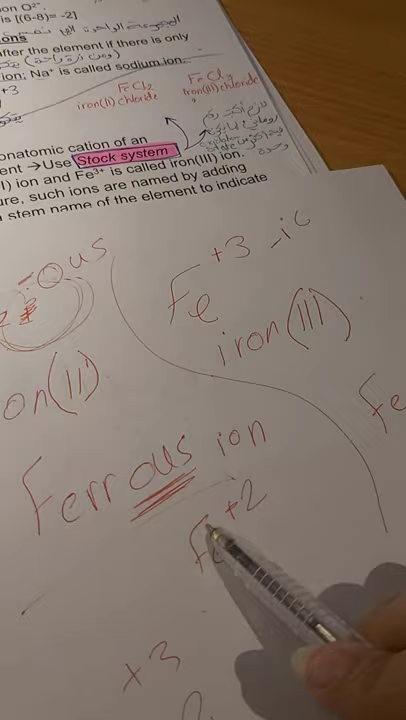 on O²⁻.
is [(6-8)= -2]
ions
after the element if there is only
ion; Na⁺ is called sodium ion.
+3
FeCl₂
iron(II) chloride
FeCl₃
iron(III) chloride
onatomic cation of an
ent →Use Stock system
I) ion and Fe³⁺ is called iron(III) ion.
ure, such ions are named by adding
stem name of the element to indicate
-ous
on(II)
Fe⁺³ -ic
iron(III)
Fe
Ferrous ion
Fe⁺²
+3